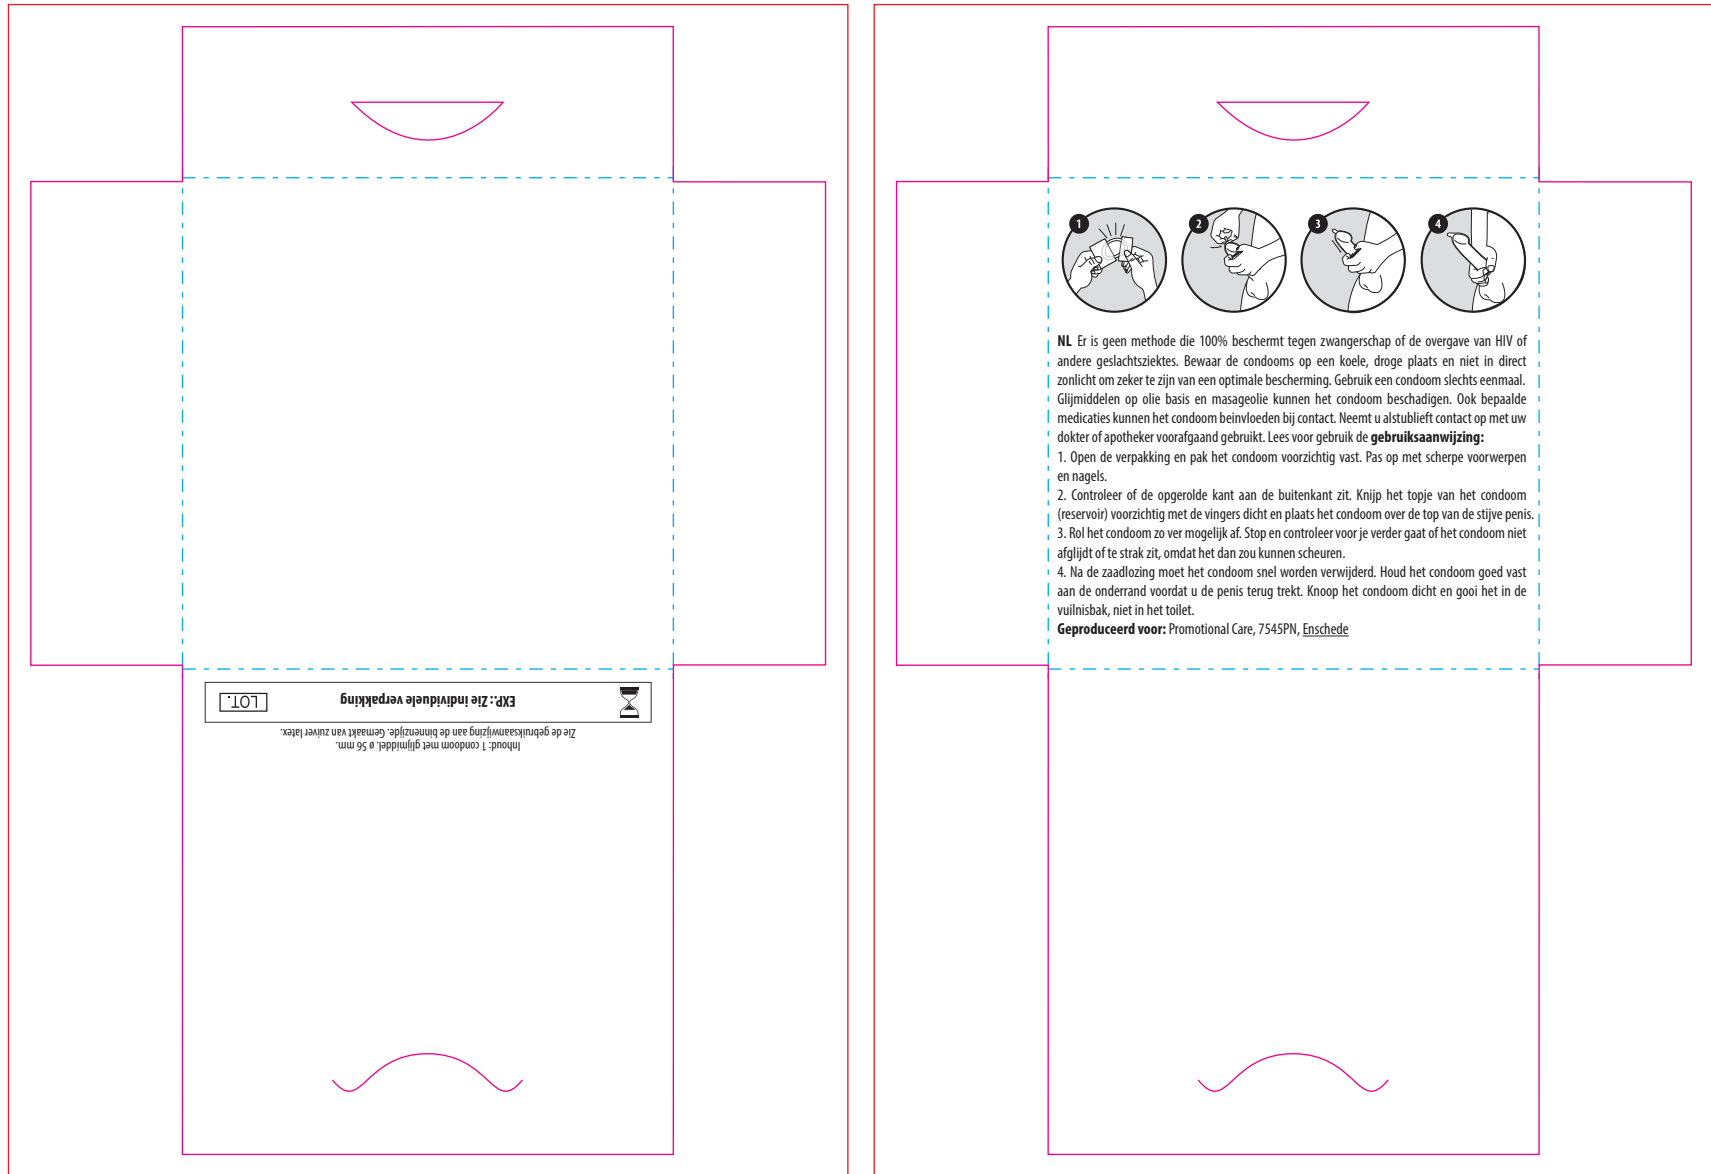 LOT.
EXP.: Zie individuele verpakking
Inhoud: 1 condoom met glijmiddel. ø 56 mm.
Zie de gebruiksaanwijzing aan de binnenzijde. Gemaakt van zuiver latex.
1 2 3 4
NL Er is geen methode die 100% beschermt tegen zwangerschap of de overgave van HIV of
andere geslachtsziektes. Bewaar de condooms op een koele, droge plaats en niet in direct
zonlicht om zeker te zijn van een optimale bescherming. Gebruik een condoom slechts eenmaal.
Glijmiddelen op olie basis en masageolie kunnen het condoom beschadigen. Ook bepaalde
medicaties kunnen het condoom beinvloeden bij contact. Neemt u alstublieft contact op met uw
dokter of apotheker voorafgaand gebruikt. Lees voor gebruik de gebruiksaanwijzing:
1. Open de verpakking en pak het condoom voorzichtig vast. Pas op met scherpe voorwerpen
en nagels.
2. Controleer of de opgerolde kant aan de buitenkant zit. Knijp het topje van het condoom
(reservoir) voorzichtig met de vingers dicht en plaats het condoom over de top van de stijve penis.
3. Rol het condoom zo ver mogelijk af. Stop en controleer voor je verder gaat of het condoom niet
afglijdt of te strak zit, omdat het dan zou kunnen scheuren.
4. Na de zaadlozing moet het condoom snel worden verwijderd. Houd het condoom goed vast
aan de onderrand voordat u de penis terug trekt. Knoop het condoom dicht en gooi het in de
vuilnisbak, niet in het toilet.
Geproduceerd voor: Promotional Care, 7545PN, Enschede